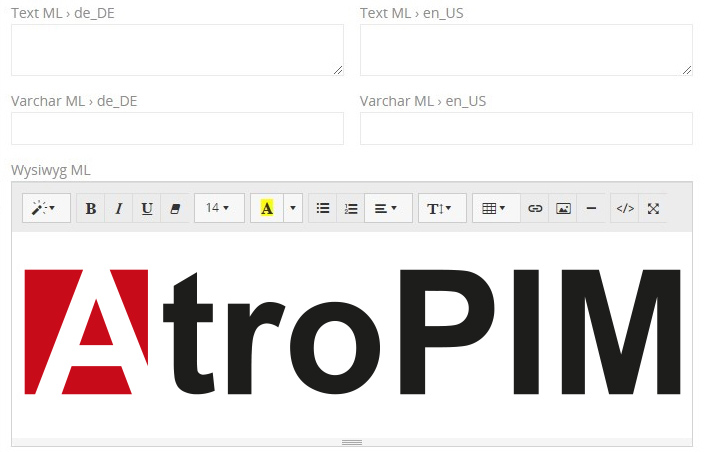 Text ML › de_DE Text ML › en_US
Varchar ML › de_DE Varchar ML › en_US
Wysiwyg ML
B I U 14 A T </>
AtroPIM